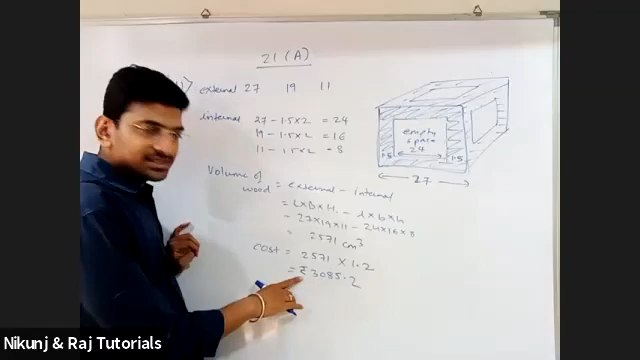 21 (A)
external 27 19 11
internal 27 - 1.5 x 2 = 24
19 - 1.5 x 2 = 16
11 - 1.5 x 2 = 8
empty
space
24
1.5 1.5
27
Volume of
wood = external - internal
= L x B x H - l x b x h
= 27 x 19 x 11 - 24 x 16 x 8
= 2571 cm³
cost = 2571 x 1.2
= ₹3085.2
Nikunj & Raj Tutorials